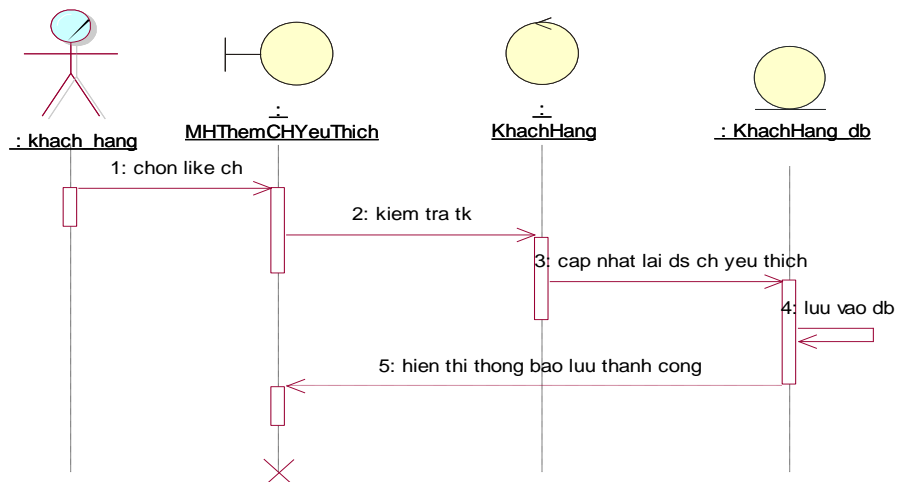 : khach_hang
:
MHThemCHYeuThich
:
KhachHang
: KhachHang_db
1: chon like ch
2: kiem tra tk
3: cap nhat lai ds ch yeu thich
4: luu vao db
5: hien thi thong bao luu thanh cong